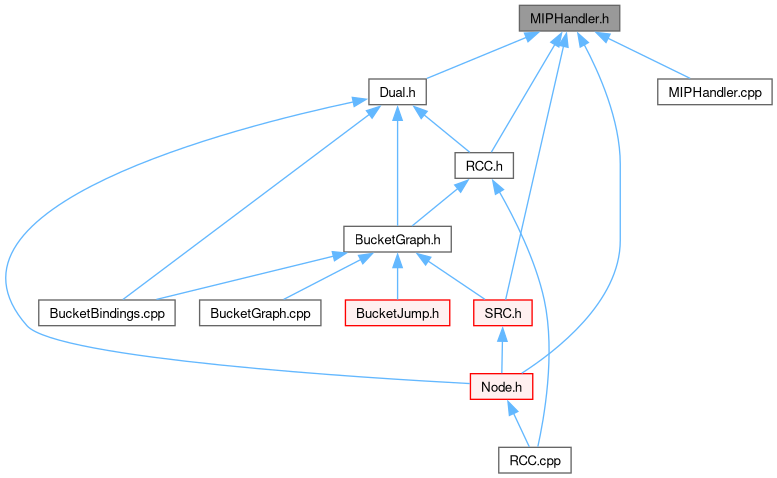 MIPHandler.h
Dual.h
MIPHandler.cpp
RCC.h
BucketGraph.h
BucketBindings.cpp
BucketGraph.cpp
BucketJump.h
SRC.h
Node.h
RCC.cpp